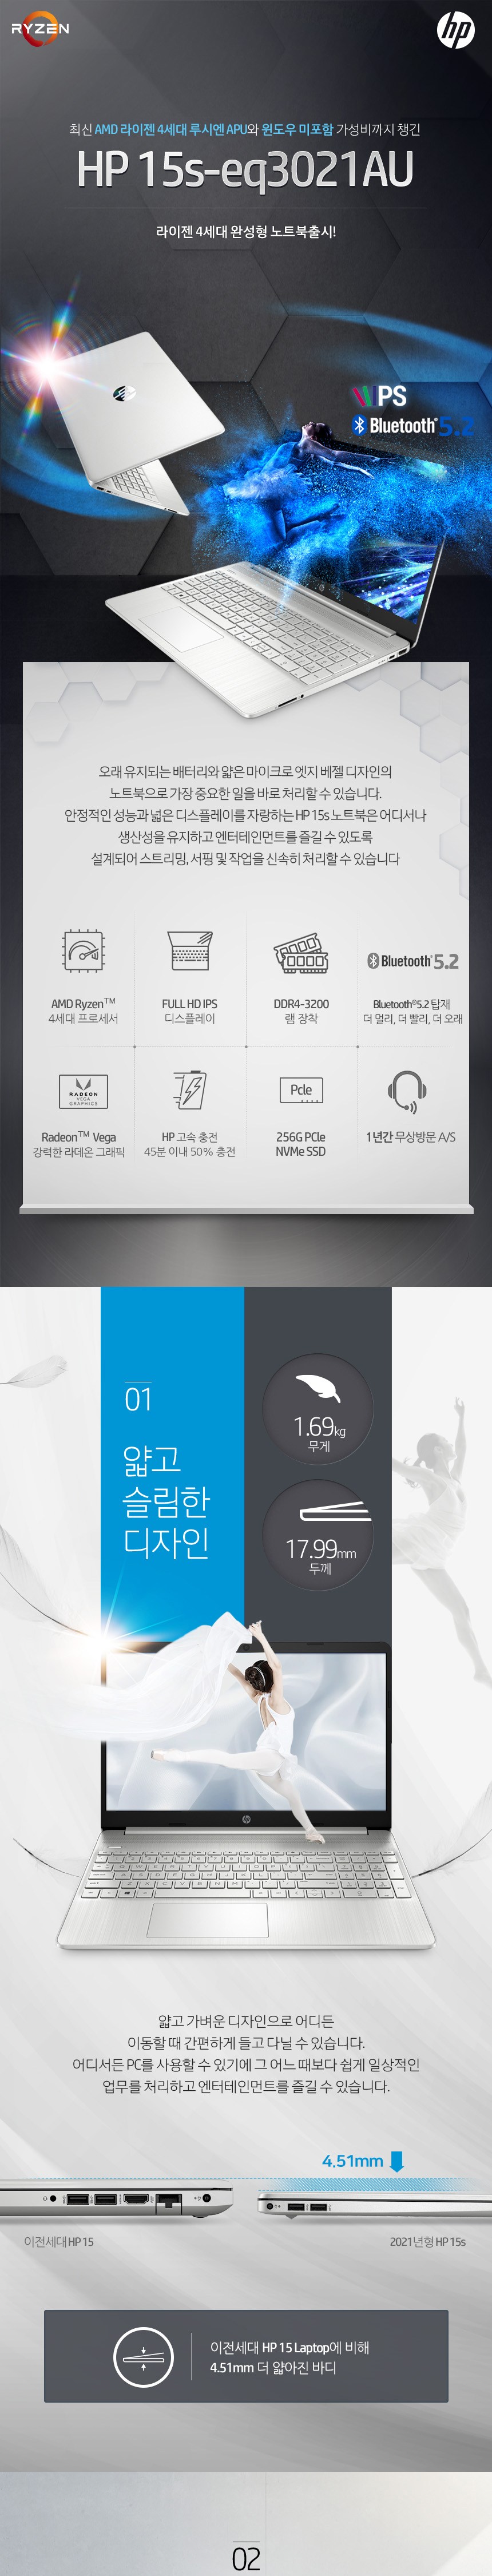 RYZEN
hp
최신 AMD 라이젠 4세대 루시엔 APU와 윈도우 미포함 가성비까지 챙긴
HP 15s-eq3021AU
라이젠 4세대 완성형 노트북출시!
IPS
Bluetooth® 5.2
오래 유지되는 배터리와 얇은 마이크로 엣지 베젤 디자인의
노트북으로 가장 중요한 일을 바로 처리할 수 있습니다.
안정적인 성능과 넓은 디스플레이를 자랑하는 HP 15s 노트북은 어디서나
생산성을 유지하고 엔터테인먼트를 즐길 수 있도록
설계되어 스트리밍, 서핑 및 작업을 신속히 처리할 수 있습니다
AMD Ryzen™
4세대 프로세서
FULL HD IPS
디스플레이
DDR4-3200
램 장착
Bluetooth® 5.2
Bluetooth®5.2 탑재
더 멀리, 더 빨리, 더 오래
RADEON
VEGA
GRAPHICS
Radeon™ Vega
강력한 라데온 그래픽
HP 고속 충전
45분 이내 50% 충전
Pcle
256G PCle
NVMe SSD
1년간 무상방문 A/S
01
얇고
슬림한
디자인
1.69kg
무게
17.99mm
두께
얇고 가벼운 디자인으로 어디든
이동할 때 간편하게 들고 다닐 수 있습니다.
어디서든 PC를 사용할 수 있기에 그 어느 때보다 쉽게 일상적인
업무를 처리하고 엔터테인먼트를 즐길 수 있습니다.
4.51mm
이전세대 HP 15
2021년형 HP 15s
이전세대 HP 15 Laptop에 비해
4.51mm 더 얇아진 바디
02